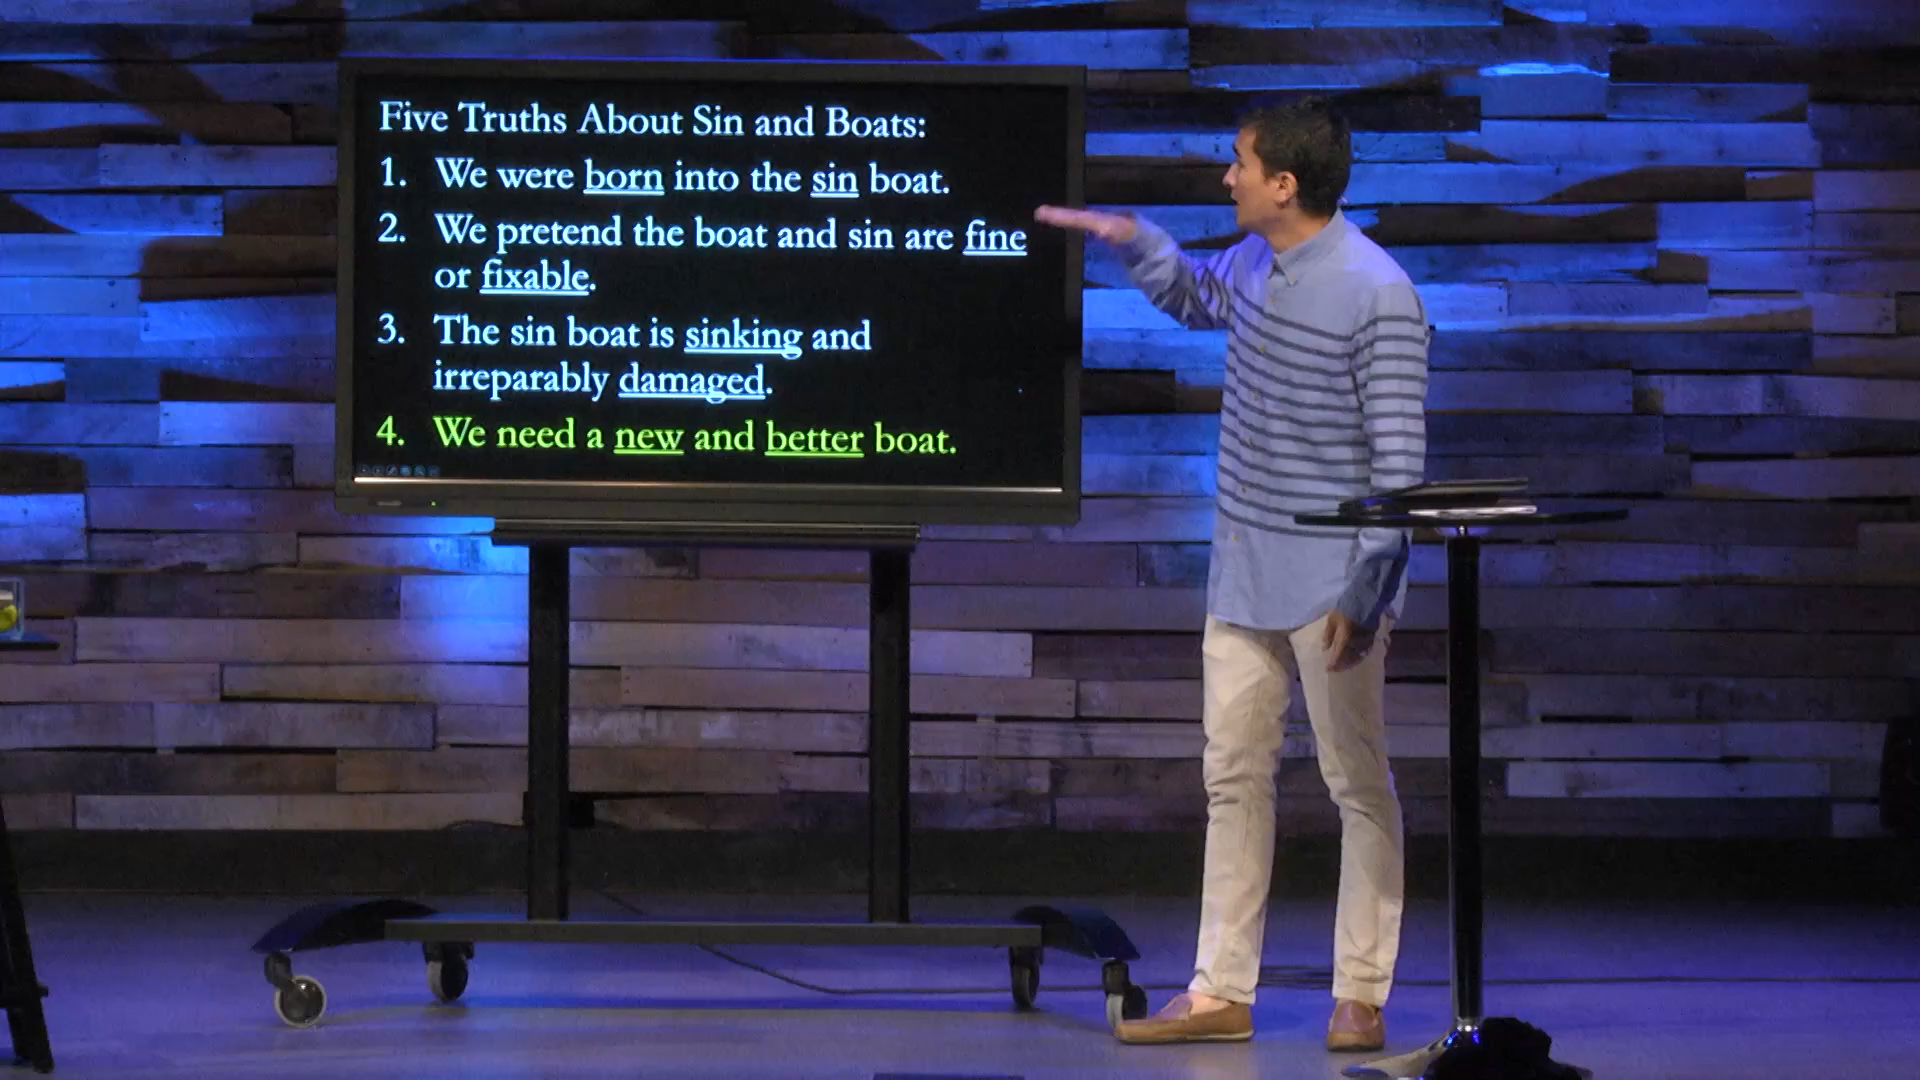 Five Truths About Sin and Boats:
1. We were born into the sin boat.
2. We pretend the boat and sin are fine
or fixable.
3. The sin boat is sinking and
irreparably damaged.
4. We need a new and better boat.